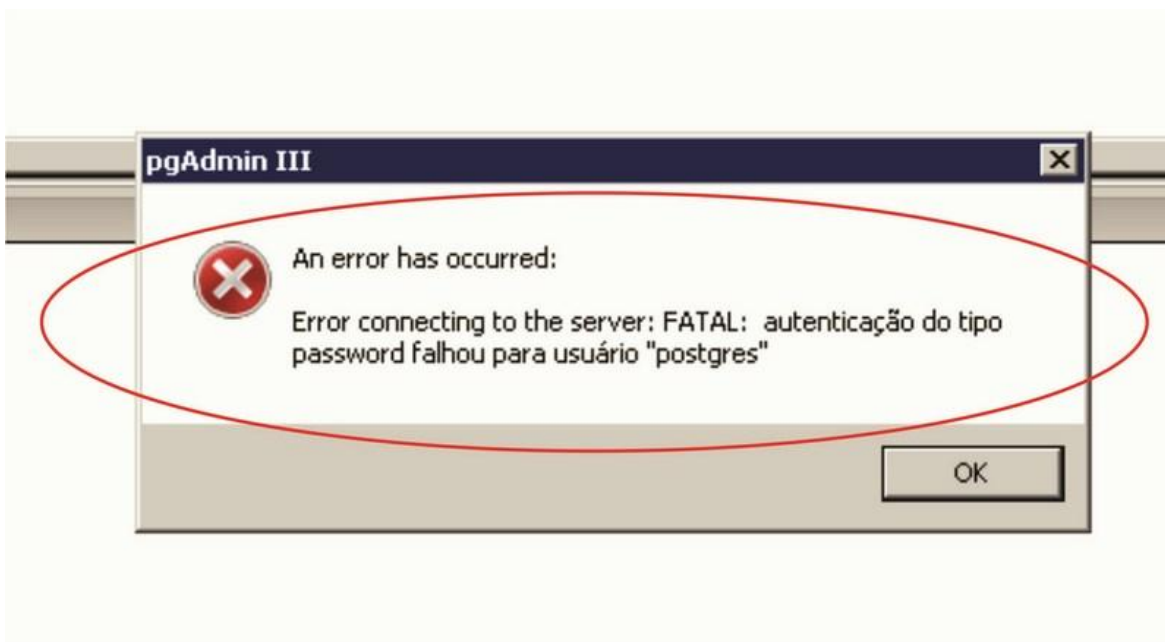 pgAdmin III
An error has occurred:
Error connecting to the server: FATAL: autenticação do tipo
password falhou para usuário "postgres"
OK